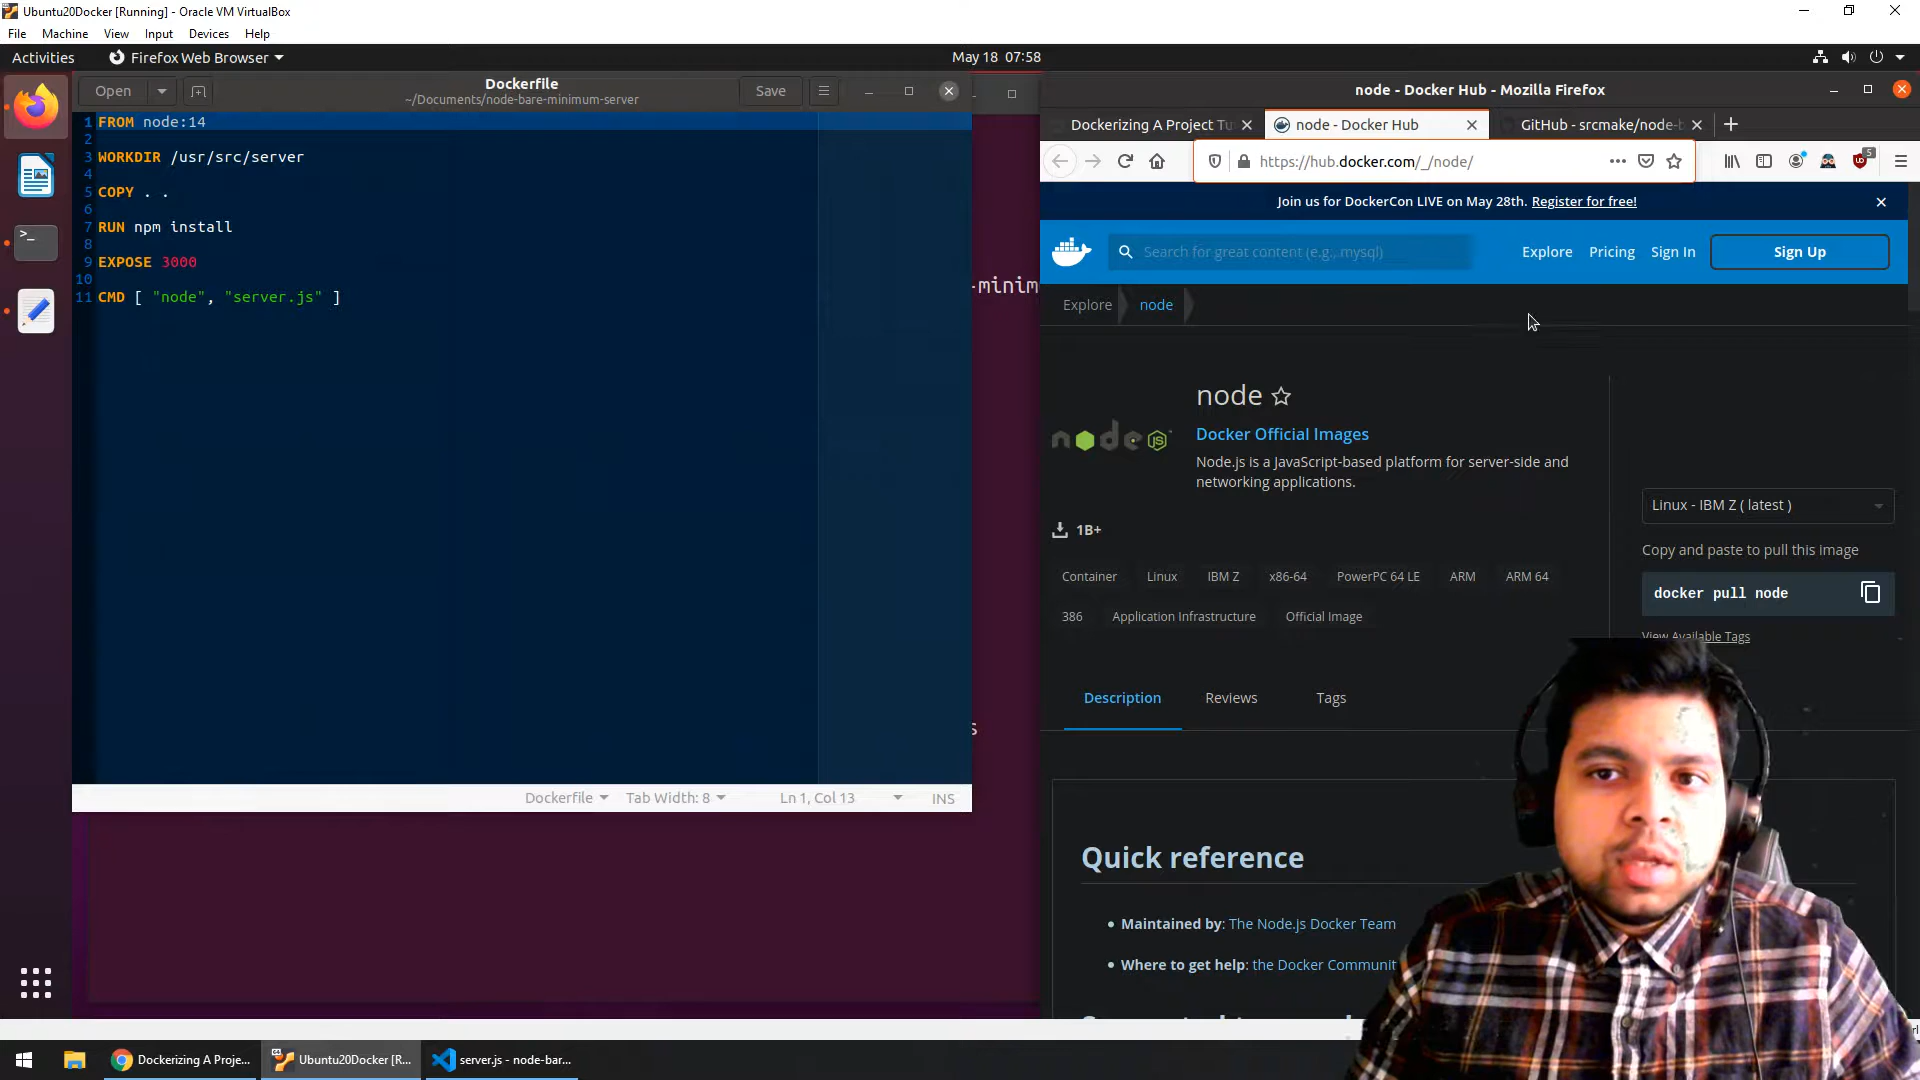 Ubuntu20Docker [Running] - Oracle VM VirtualBox
File Machine View Input Devices Help
Activities Firefox Web Browser May 18 07:58
Open Dockerfile Save
~/Documents/node-bare-minimum-server
1 FROM node:14
2
3 WORKDIR /usr/src/server
4
5 COPY . .
6
7 RUN npm install
8
9 EXPOSE 3000
10
11 CMD [ "node", "server.js" ]
Dockerfile Tab Width: 8 Ln 1, Col 13 INS
-minim
s
node - Docker Hub - Mozilla Firefox
Dockerizing A Project Tu node - Docker Hub GitHub - srcmake/node-b
https://hub.docker.com/_/node/
5
Join us for DockerCon LIVE on May 28th. Register for free!
Search for great content (e.g., mysql) Explore Pricing Sign In Sign Up
Explore node
node
node JS
Docker Official Images
Node.js is a JavaScript-based platform for server-side and
networking applications.
1B+
Container Linux IBM Z x86-64 PowerPC 64 LE ARM ARM 64
386 Application Infrastructure Official Image
Linux - IBM Z ( latest )
Copy and paste to pull this image
docker pull node
View Available Tags
Description Reviews Tags
Quick reference
• Maintained by: The Node.js Docker Team
• Where to get help: the Docker Communit
Dockerizing A Proje... Ubuntu20Docker [R... server.js - node-bar...